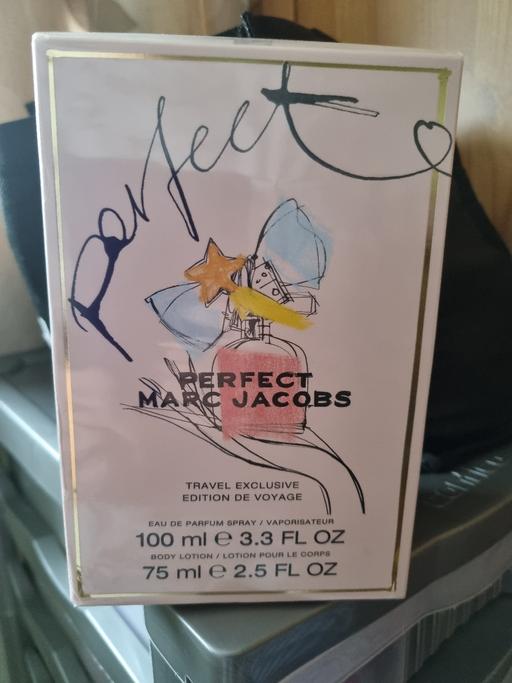 Perfect
PERFECT
MARC JACOBS
TRAVEL EXCLUSIVE
EDITION DE VOYAGE
EAU DE PARFUM SPRAY / VAPORISATEUR
100 ml ℮ 3.3 FL OZ
BODY LOTION / LOTION POUR LE CORPS
75 ml ℮ 2.5 FL OZ